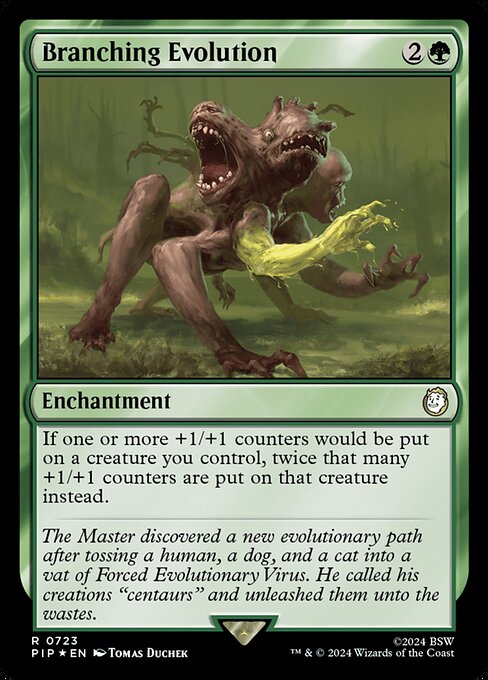 Branching Evolution 2
Enchantment
If one or more +1/+1 counters would be put
on a creature you control, twice that many
+1/+1 counters are put on that creature
instead.
The Master discovered a new evolutionary path
after tossing a human, a dog, and a cat into a
vat of Forced Evolutionary Virus. He called his
creations “centaurs” and unleashed them unto the
wastes.
R 0723 ©2024 BSW
PIP★EN Tomas Duchek ™ & © 2024 Wizards of the Coast